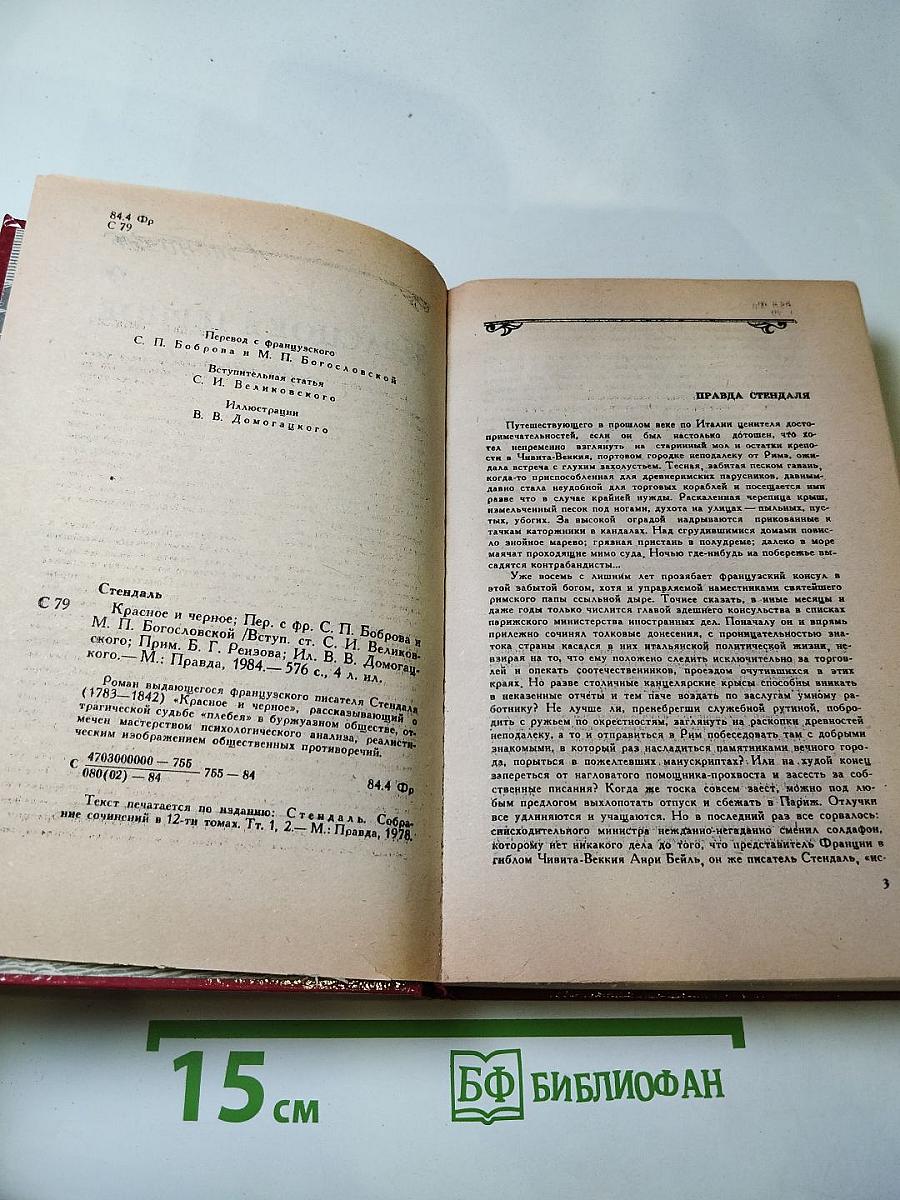 84.4 Фр
С 79
Перевод с французского
С. П. Боброва и М. П. Богословской
Вступительная статья
С. И. Великовского
Иллюстрации
В. В. Домогацкого
Стендаль
С 79
Красное и черное; Пер. с фр. С. П. Боброва и
М. П. Богословской /Вступ. ст. С. И. Великов-
ского; Прим. Б. Г. Реизова; Ил. В. В. Домогац-
кого.— М.: Правда, 1984.— 576 с., 4 л. ил.
Роман выдающегося французского писателя Стендаля
(1783—1842) «Красное и черное», рассказывающий о
трагической судьбе «плебея» в буржуазном обществе, от-
мечен мастерством психологического анализа, реалисти-
ческим изображением общественных противоречий.
С 4703000000 — 755
080(02) — 84
755 — 84
84.4 Фр
Текст печатается по изданию: Стендаль. Собра-
ние сочинений в 12-ти томах. Тт. 1, 2.— М.: Правда, 1978.
ПРАВДА СТЕНДАЛЯ
Путешествующего в прошлом веке по Италии ценителя досто-
примечательностей, если он был настолько дотошен, что хо-
тел непременно взглянуть на старинный мол и остатки крепо-
сти в Чивита-Веккия, портовом городке неподалеку от Рима, ожи-
дала встреча с глухим захолустьем. Тесная, забитая песком гавань,
когда-то приспособленная для древнеримских парусников, давным-
давно стала неудобной для торговых кораблей и посещается ими
разве что в случае крайней нужды. Раскаленная черепица крыш,
измельченный песок под ногами, духота на улицах — пыльных, пус-
тых, убогих. За высокой оградой надрываются прикованные к
тачкам каторжники в кандалах. Над сгрудившимися домами повис-
ло знойное марево; грязная пристань в полудреме; далеко в море
маячат проходящие мимо суда. Ночью где-нибудь на побережье вы-
садятся контрабандисты...
Уже восемь с лишним лет прозябает французский консул в
этой забытой богом, хотя и управляемой наместниками святейшего
римского папы ссыльной дыре. Точнее сказать, в иные месяцы и
даже годы только числится главой здешнего консульства в списках
парижского министерства иностранных дел. Поначалу он и впрямь
прилежно сочинял толковые донесения, с проницательностью зна-
тока страны касался в них итальянской политической жизни, не-
взирая на то, что ему положено следить исключительно за торгов-
лей и опекать соотечественников, проездом очутившихся в этих
краях. Но разве столичные канцелярские крысы способны вникать
в неказенные отчеты и тем паче воздать по заслугам умному ра-
ботнику? Не лучше ли, пренебрегши служебной рутиной, побро-
дить с ружьем по окрестностям, заглянуть на раскопки древностей
неподалеку, а то и отправиться в Рим побеседовать там с добрыми
знакомыми, в который раз насладиться памятниками вечного горо-
да, порыться в пожелтевших манускриптах? Или на худой конец
запереться от нагловатого помощника-прохвоста и засесть за соб-
ственные писания? Когда же тоска совсем заест, можно под лю-
бым предлогом выхлопотать отпуск и сбежать в Париж. Отлучки
все удлиняются и учащаются. Но в последний раз все сорвалось:
снисходительного министра нежданно-негаданно сменил солдафон,
которому нет никакого дела до того, что представитель Франции в
гиблом Чивита-Веккия Анри Бейль, он же писатель Стендаль, «ис-
3
15 см
БФ БИБЛИОФАН